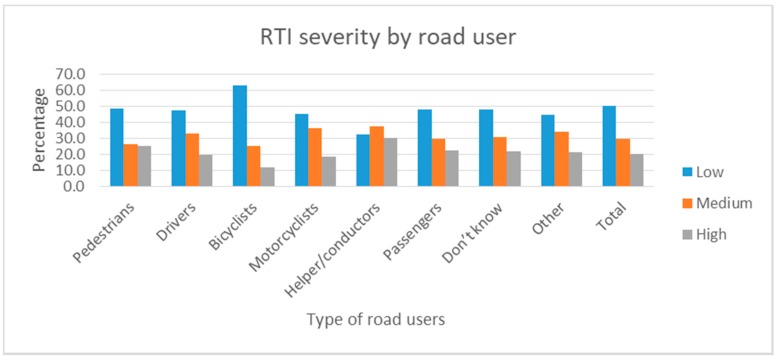 RTI severity by road user
Percentage
70.0
60.0
50.0
40.0
30.0
20.0
10.0
0.0
Pedestrians
Drivers
Bicyclists
Motorcyclists
Helper/conductors
Passengers
Don't know
Other
Total
Type of road users
Low
Medium
High